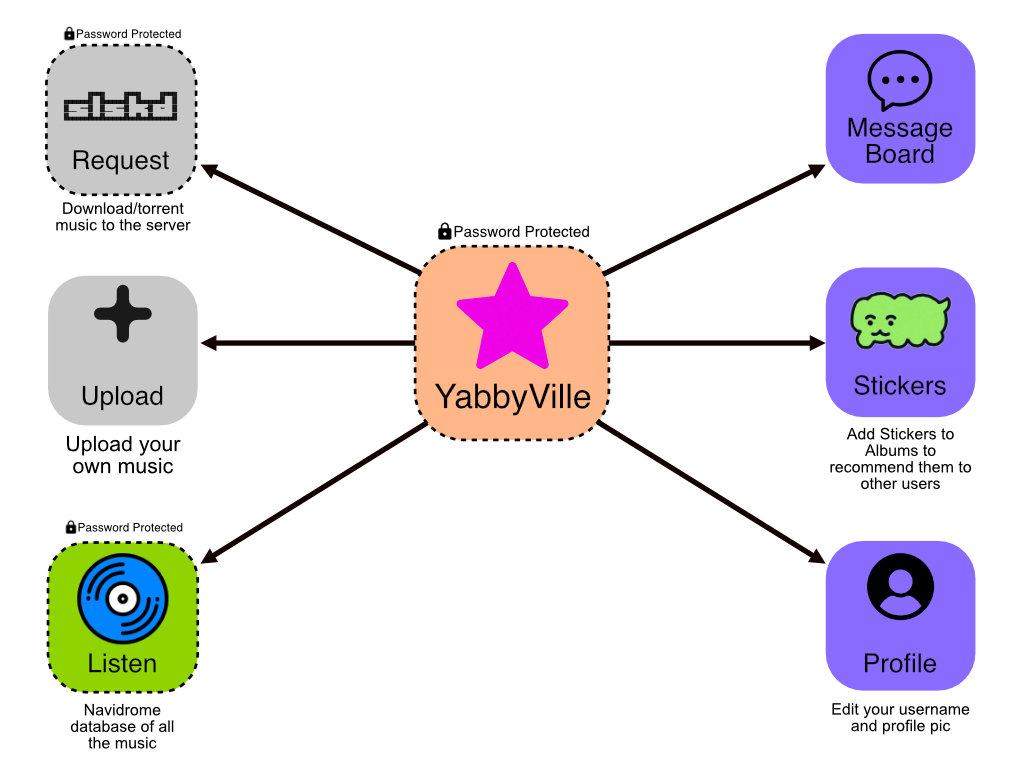 Password Protected
slskd
Request
Download/torrent
music to the server
Upload
Upload your
own music
Password Protected
Listen
Navidrome
database of all
the music
Password Protected
YabbyVille
Message
Board
Stickers
Add Stickers to
Albums to
recommend them to
other users
Profile
Edit your username
and profile pic